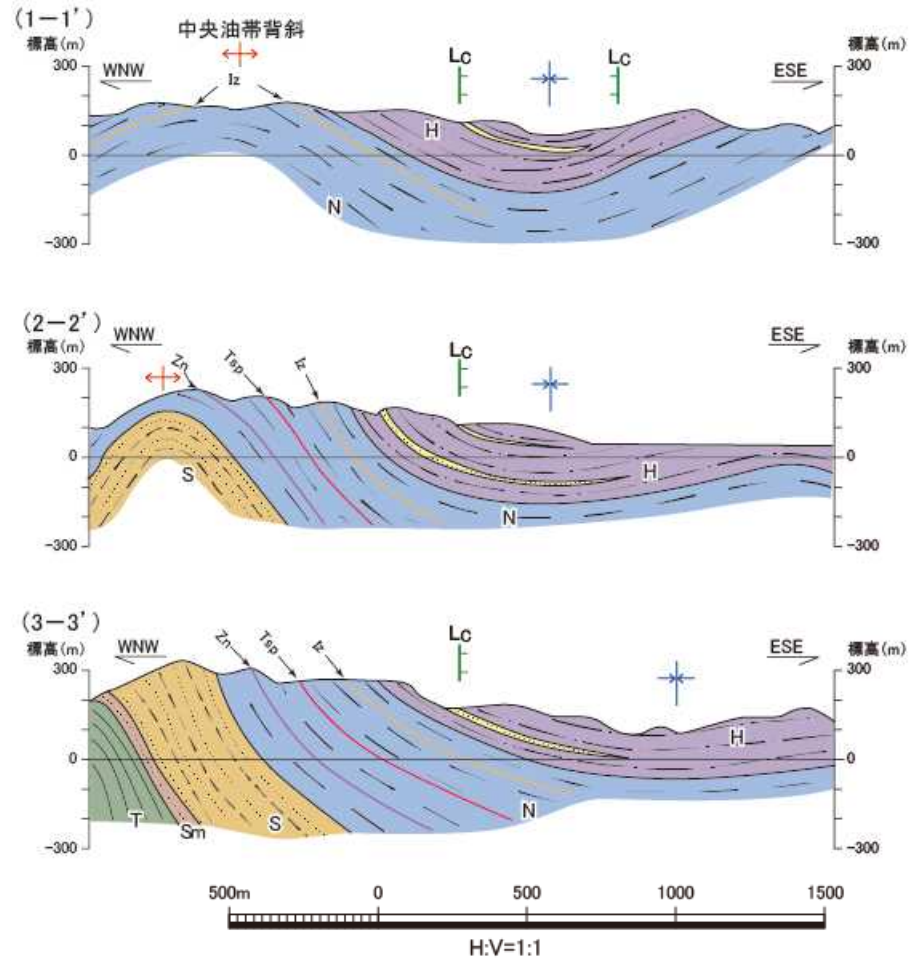 (1-1')
標高(m)
中央油帯背斜
300
WNW
Iz
Lc
Lc
ESE
300
0
H
0
N
-300
-300
(2-2')
標高(m)
WNW
Zn
Tsp
Iz
Lc
ESE
標高(m)
300
300
0
S
H
0
N
-300
-300
(3-3')
標高(m)
WNW
Zn
Tsp
Iz
Lc
ESE
標高(m)
300
300
H
0
0
T
Sm
S
N
-300
-300
500m
0
500
1000
1500
H:V=1:1
標高(m)